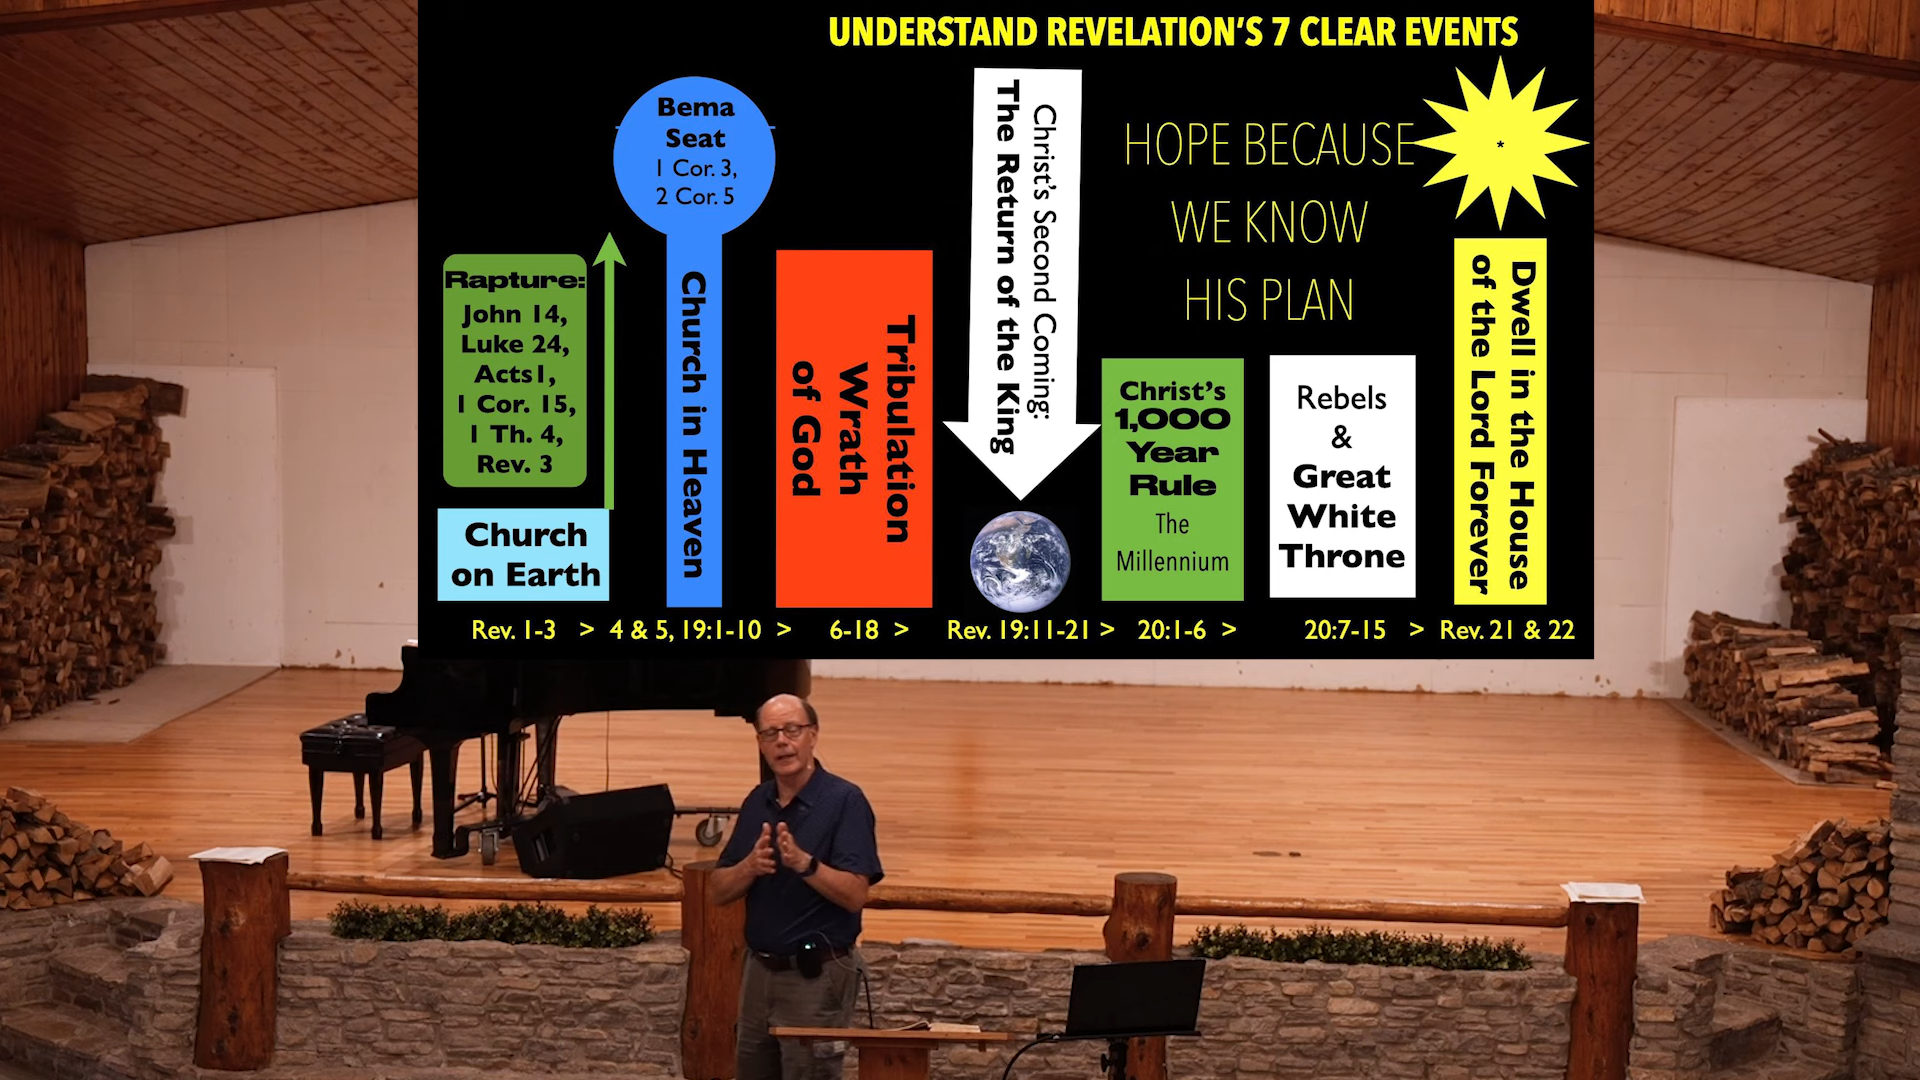 UNDERSTAND REVELATION'S 7 CLEAR EVENTS
Bema
Seat
1 Cor. 3,
2 Cor. 5
Church in Heaven
Rapture:
John 14,
Luke 24,
Acts1,
1 Cor. 15,
1 Th. 4,
Rev. 3
Church
on Earth
Tribulation
Wrath
of God
Christ's Second Coming:
The Return of the King
HOPE BECAUSE
WE KNOW
HIS PLAN
Christ's
1,000
Year
Rule
The
Millennium
Rebels
&
Great
White
Throne
*
Dwell in the House
of the Lord Forever
Rev. 1-3 > 4 & 5, 19:1-10 > 6-18 > Rev. 19:11-21 > 20:1-6 > 20:7-15 > Rev. 21 & 22